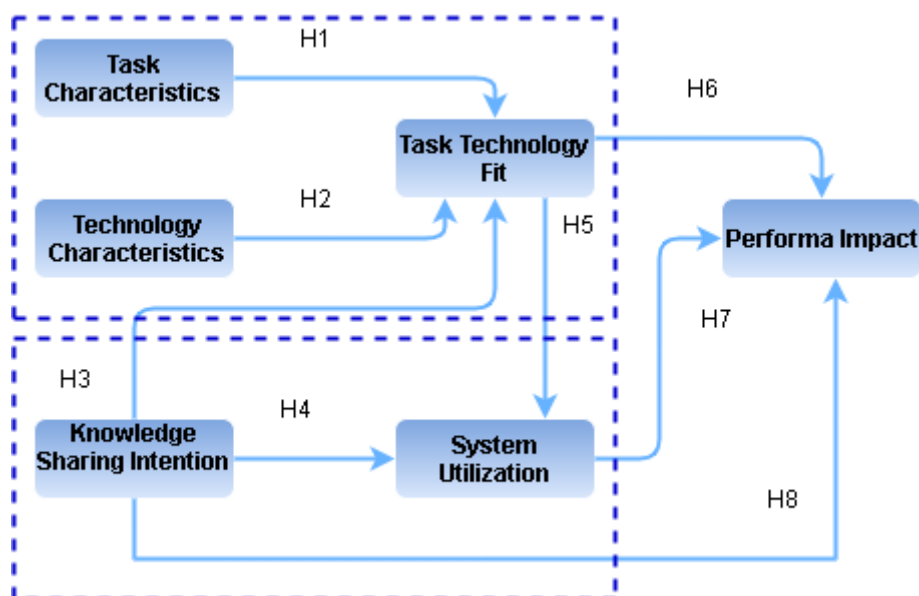 H1
Task
Characteristics
H6
Task Technology
Fit
H2
Technology
Characteristics
H5
Performa Impact
H7
H3
H4
Knowledge
Sharing Intention
System
Utilization
H8